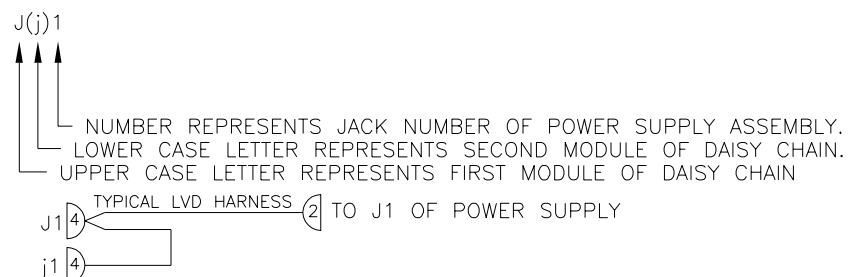 J(j)1
NUMBER REPRESENTS JACK NUMBER OF POWER SUPPLY ASSEMBLY.
LOWER CASE LETTER REPRESENTS SECOND MODULE OF DAISY CHAIN.
UPPER CASE LETTER REPRESENTS FIRST MODULE OF DAISY CHAIN
TYPICAL LVD HARNESS
J1 4 2 TO J1 OF POWER SUPPLY
j1 4